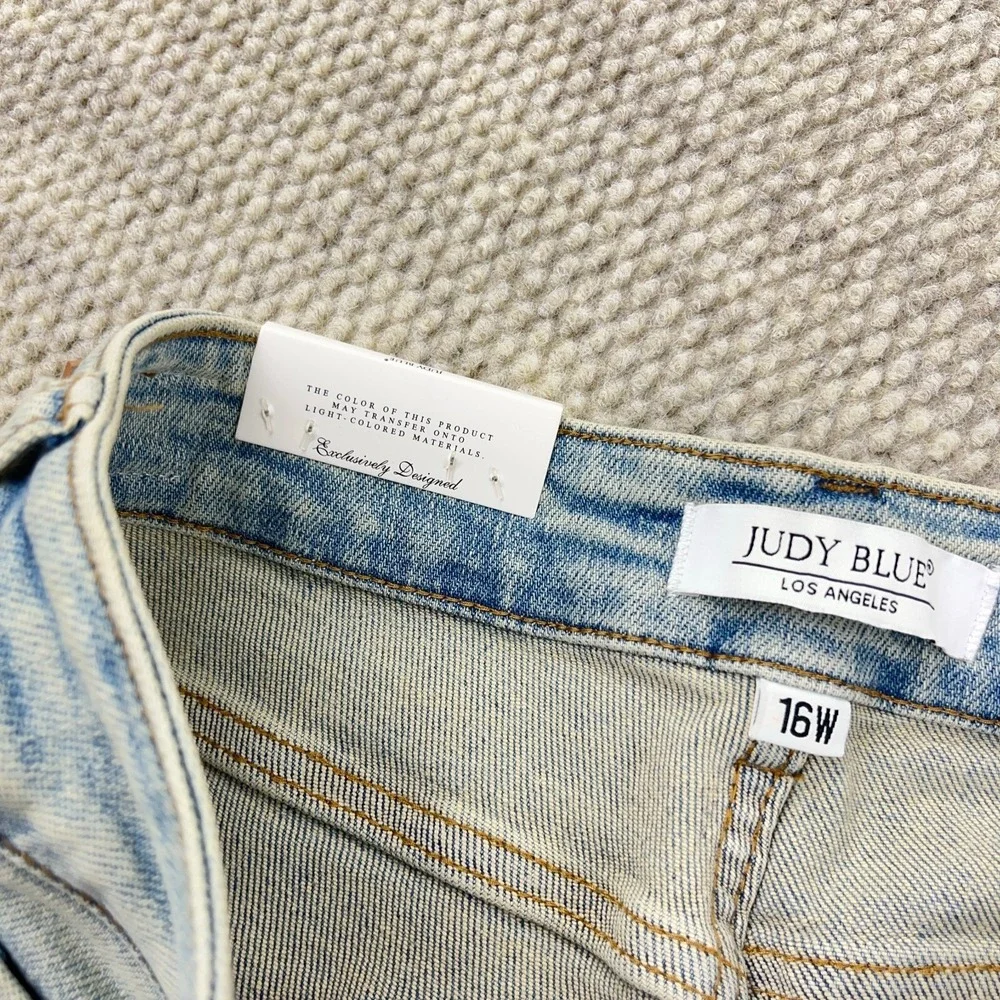 THE COLOR OF THIS PRODUCT
MAY TRANSFER ONTO
LIGHT-COLORED MATERIALS.
Exclusively Designed
JUDY BLUE®
LOS ANGELES
16W